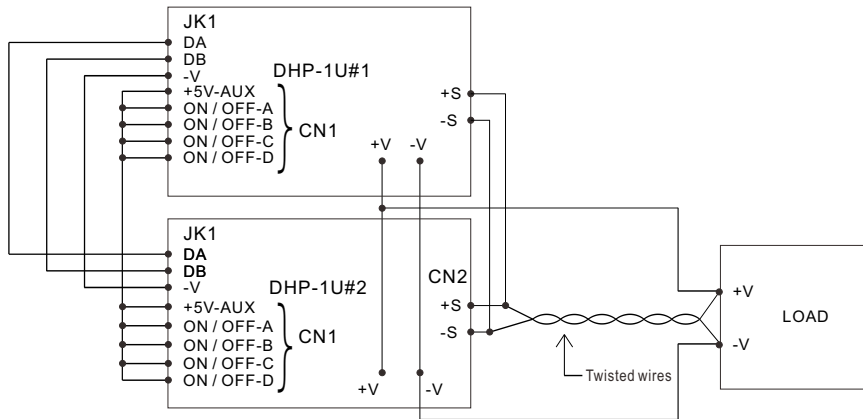 JK1
DA
DB
-V
DHP-1U#1
+5V-AUX
ON / OFF-A
ON / OFF-B
ON / OFF-C
ON / OFF-D
CN1
+S
-S
+V
-V
JK1
DA
DB
-V
DHP-1U#2
CN2
+5V-AUX
ON / OFF-A
ON / OFF-B
ON / OFF-C
ON / OFF-D
CN1
+S
-S
+V
-V
Twisted wires
+V
LOAD
-V